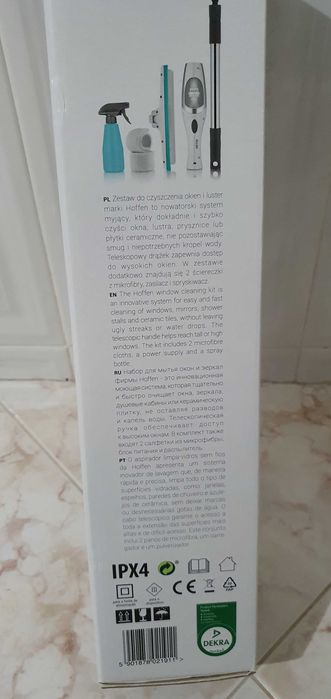 PL Zestaw do czyszczenia okien i luster
marki Hoffen to nowatorski system
myjący, który dokładnie i szybko
czyści okna, lustra, prysznice lub
płytki ceramiczne, nie pozostawiając
smug i niepotrzebnych kropel wody.
Teleskopowy drążek zapewnia dostęp
do wysokich okien. W zestawie
dodatkowo znajdują się 2 ściereczki
z mikrofibry, zasilacz i spryskiwacz.
EN The Hoffen window cleaning kit is
an innovative system for easy and fast
cleaning of windows, mirrors, shower
stalls and ceramic tiles, without leaving
ugly streaks or water drops. The
telescopic handle helps reach tall or high
windows. The kit includes 2 microfibre
cloths, a power supply and a spray
bottle.
RU Набор для мытья окон и зеркал
фирмы Hoffen - это инновационная
моющая система, которая тщательно
и быстро очищает окна, зеркала,
душевые кабины или керамическую
плитку, не оставляя разводов
и капель воды. Телескопическая
ручка обеспечивает доступ
к высоким окнам. В комплект также
входят 2 салфетки из микрофибры,
блок питания и распылитель.
PT O aspirador limpa-vidros sem fios
da Hoffen apresenta um sistema
inovador de lavagem que, de maneira
rápida e precisa, limpa todo o tipo de
superfícies vidradas, como janelas,
espelhos, paredes de chuveiro e azule-
jos de cerâmica, sem deixar marcas
ou desnecessárias gotas de água. O
cabo telescópico garante o acesso a
toda a extensão das superfícies mais
altas e de difícil acesso. Este conjunto
inclui 2 panos de microfibra, um carre-
gador e um pulverizador.
IPX4
CE
PAP
para a fonte de
alimentação
para o
dispositivo
DEKRA
5 901878 021911 >